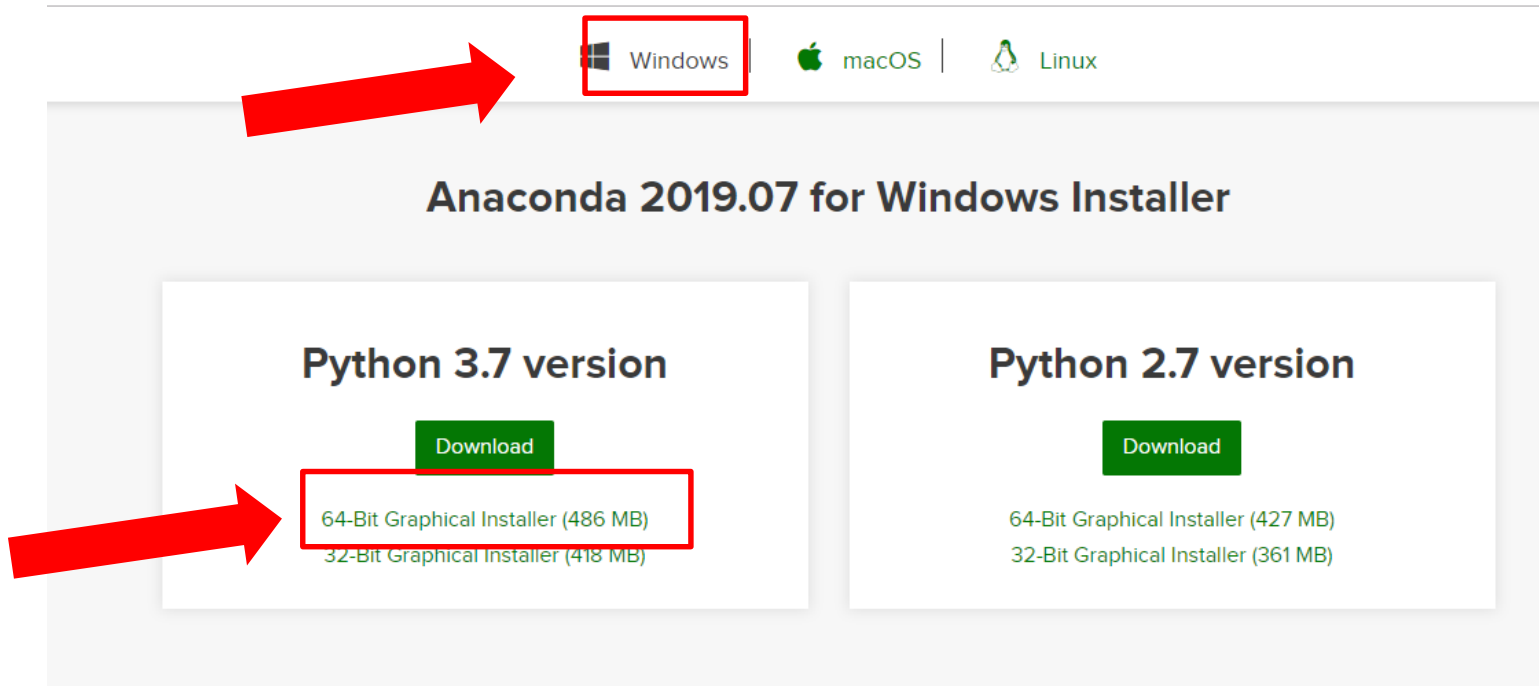 Windows macOS Linux
Anaconda 2019.07 for Windows Installer
Python 3.7 version
Download
64-Bit Graphical Installer (486 MB)
32-Bit Graphical Installer (418 MB)
Python 2.7 version
Download
64-Bit Graphical Installer (427 MB)
32-Bit Graphical Installer (361 MB)